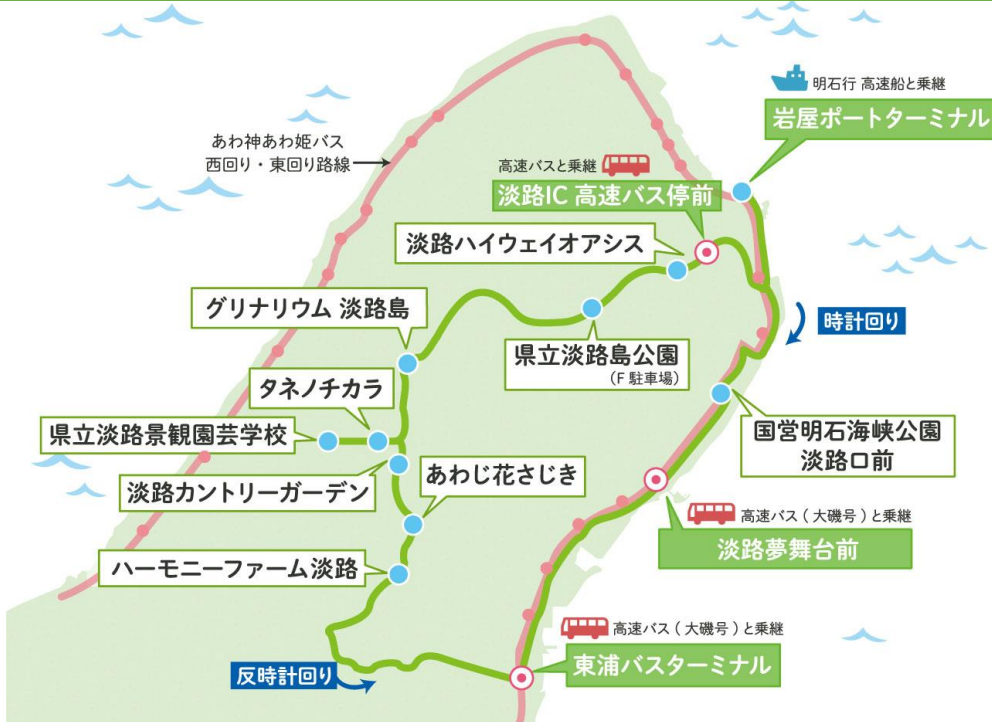 明石行 高速船と乗継
岩屋ポートターミナル
あわ神あわ姫バス
西回り・東回り路線
高速バスと乗継
淡路IC 高速バス停前
淡路ハイウェイオアシス
グリナリウム 淡路島
時計回り
県立淡路島公園
(F 駐車場)
タネノチカラ
県立淡路景観園芸学校
国営明石海峡公園
淡路口前
あわじ花さじき
淡路カントリーガーデン
高速バス ( 大磯号 ) と乗継
淡路夢舞台前
ハーモニーファーム淡路
高速バス ( 大磯号 ) と乗継
東浦バスターミナル
反時計回り